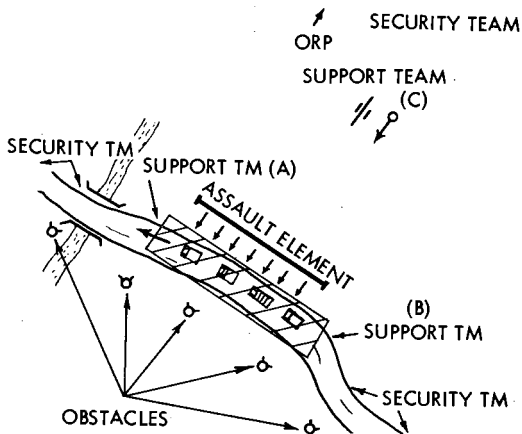 SECURITY TEAM
ORP
SUPPORT TEAM
(C)
SECURITY TM
SUPPORT TM (A)
ASSAULT ELEMENT
(B)
SUPPORT TM
SECURITY TM
OBSTACLES